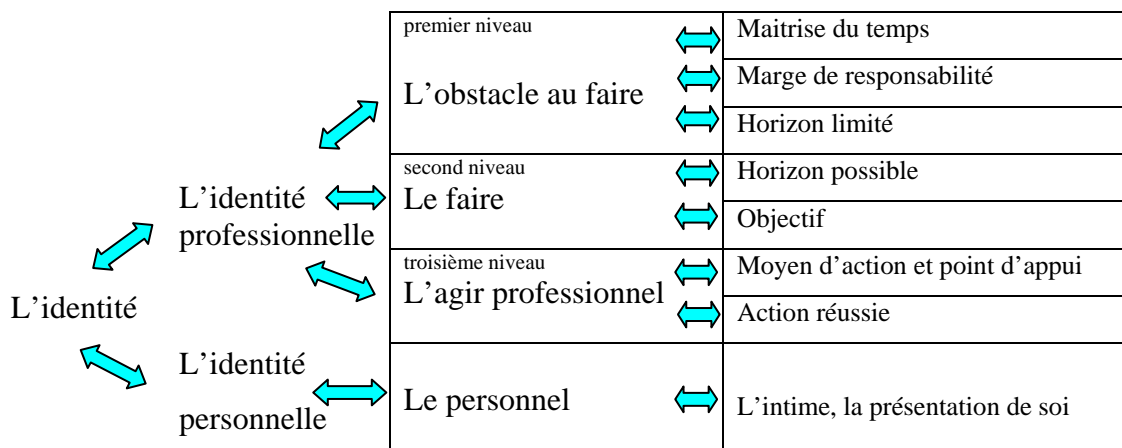 premier niveau
Maitrise du temps
L'obstacle au faire
Marge de responsabilité
Horizon limité
second niveau
Horizon possible
L'identité
professionnelle
Le faire
Objectif
troisième niveau
L'agir professionnel
Moyen d'action et point d'appui
Action réussie
L'identité
L'identité
personnelle
Le personnel
L'intime, la présentation de soi